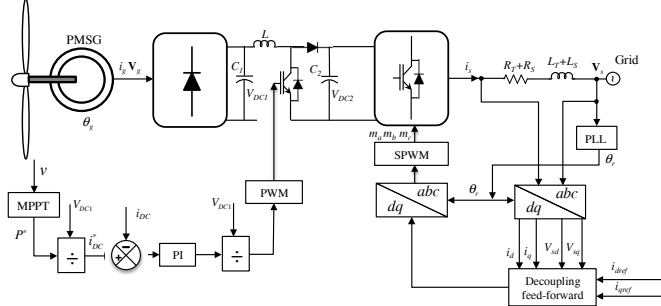 PMSG
i_g V_g
θ_g
L
C_1
V_DC1
C_2
V_DC2
i_s
R_T+R_S
L_T+L_S
V_s
Grid
PLL
θ_r
m_a m_b m_c
SPWM
abc
dq
θ_r
abc
dq
i_d
i_q
V_sd
V_sq
Decoupling
feed-forward
i_dref
i_qref
v
MPPT
P*
V_DC1
÷
i*_DC
i_DC
−
+
PI
V_DC1
÷
PWM